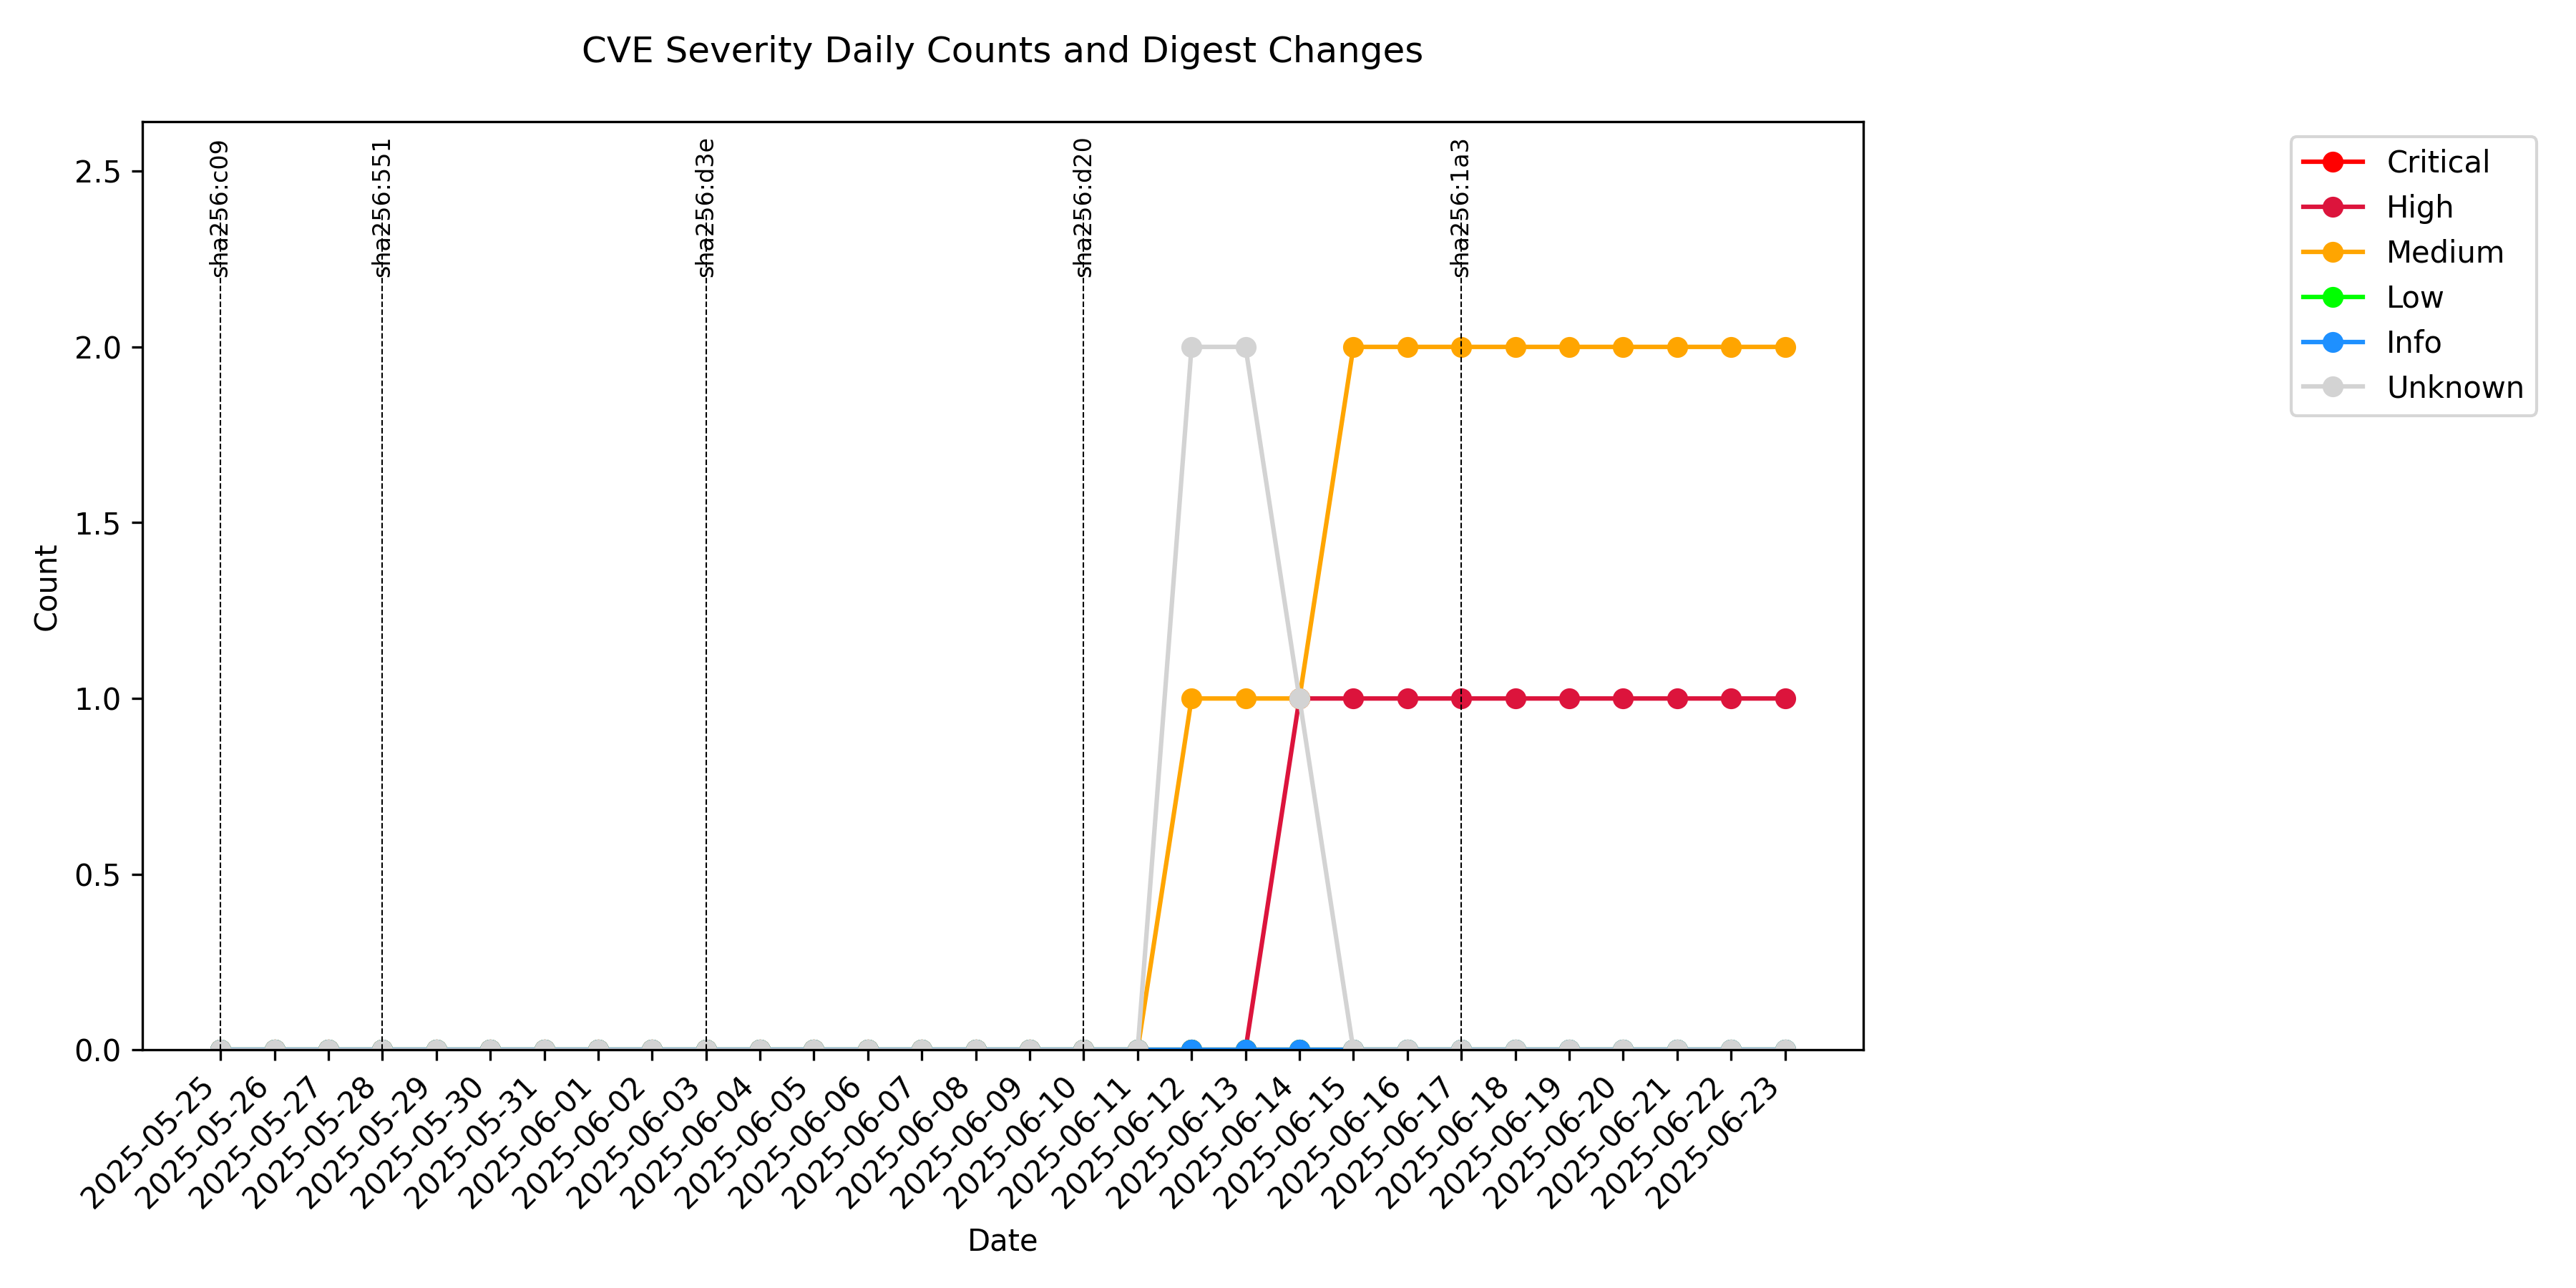 CVE Severity Daily Counts and Digest Changes
sha256:c09
sha256:551
sha256:d3e
sha256:d20
sha256:1a3
Critical
High
Medium
Low
Info
Unknown
2.5
2.0
1.5
1.0
0.5
0.0
Count
2025-05-25
2025-05-26
2025-05-27
2025-05-28
2025-05-29
2025-05-30
2025-05-31
2025-06-01
2025-06-02
2025-06-03
2025-06-04
2025-06-05
2025-06-06
2025-06-07
2025-06-08
2025-06-09
2025-06-10
2025-06-11
2025-06-12
2025-06-13
2025-06-14
2025-06-15
2025-06-16
2025-06-17
2025-06-18
2025-06-19
2025-06-20
2025-06-21
2025-06-22
2025-06-23
Date